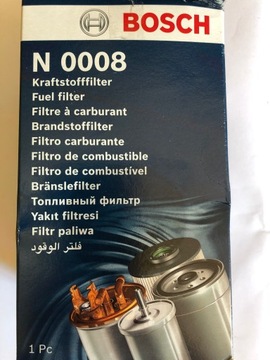 BOSCH
N 0008
Kraftstofffilter
Fuel filter
Filtre à carburant
Brandstoffilter
Filtro carburante
Filtro de combustible
Filtro de combustível
Bränslefilter
Топливный фильтр
Yakıt filtresi
Filtr paliwa
فلتر الوقود
1 Pc